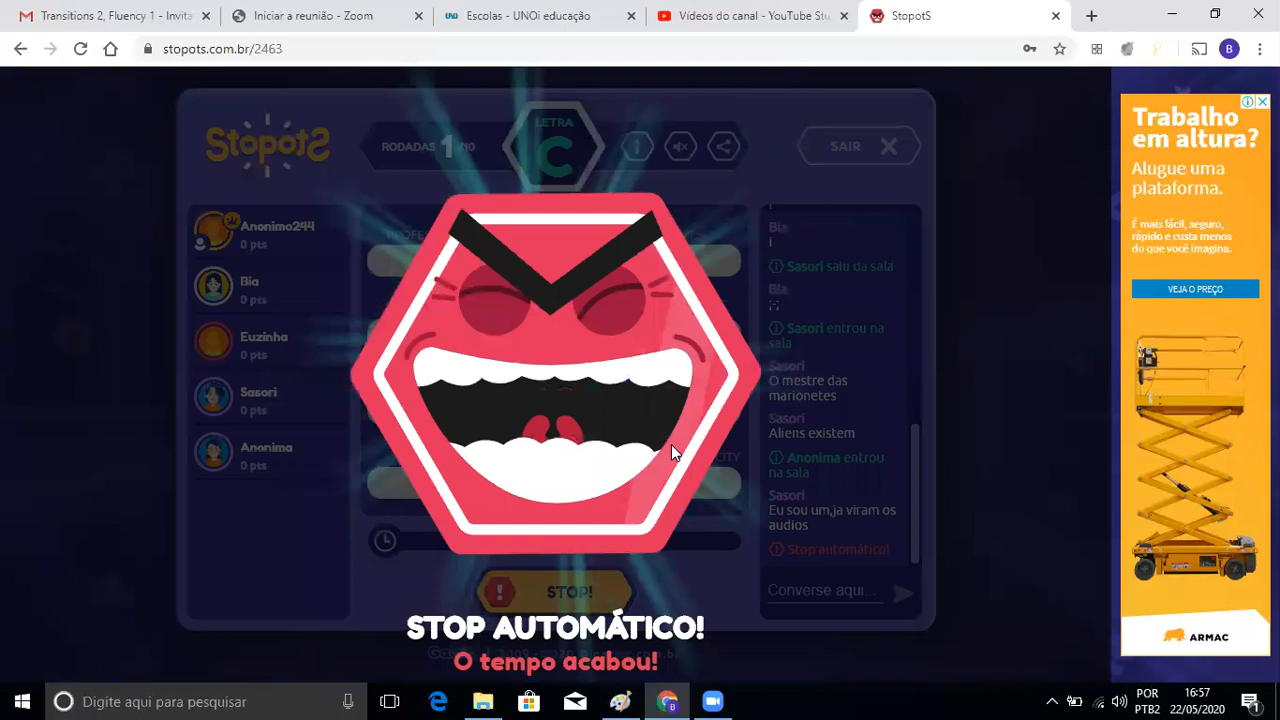 Transitions 2, Fluency 1 - Invita
Iniciar a reunião - Zoom
Escolas - UNOi educação
Vídeos do canal - YouTube Stu
StopotS
stopots.com.br/2463
B
StopotS
RODADAS 1 /10
LETRA
C
SAIR
Anonimo244
0 pts
Bia
0 pts
Euzinha
0 pts
Sasori
0 pts
Anonima
0 pts
Bia
i
Sasori saiu da sala
Bia
;-;
Sasori entrou na
sala
Sasori
O mestre das
marionetes
Sasori
Aliens existem
Anonima entrou
na sala
Sasori
Eu sou um,ja viram os
audios
Stop automático!
Converse aqui...
STOP!
STOP AUTOMÁTICO!
O tempo acabou!
Trabalho
em altura?
Alugue uma
plataforma.
É mais fácil, seguro,
rápido e custa menos
do que você imagina.
VEJA O PREÇO
ARMAC
Digite aqui para pesquisar
POR
PTB2
16:57
22/05/2020